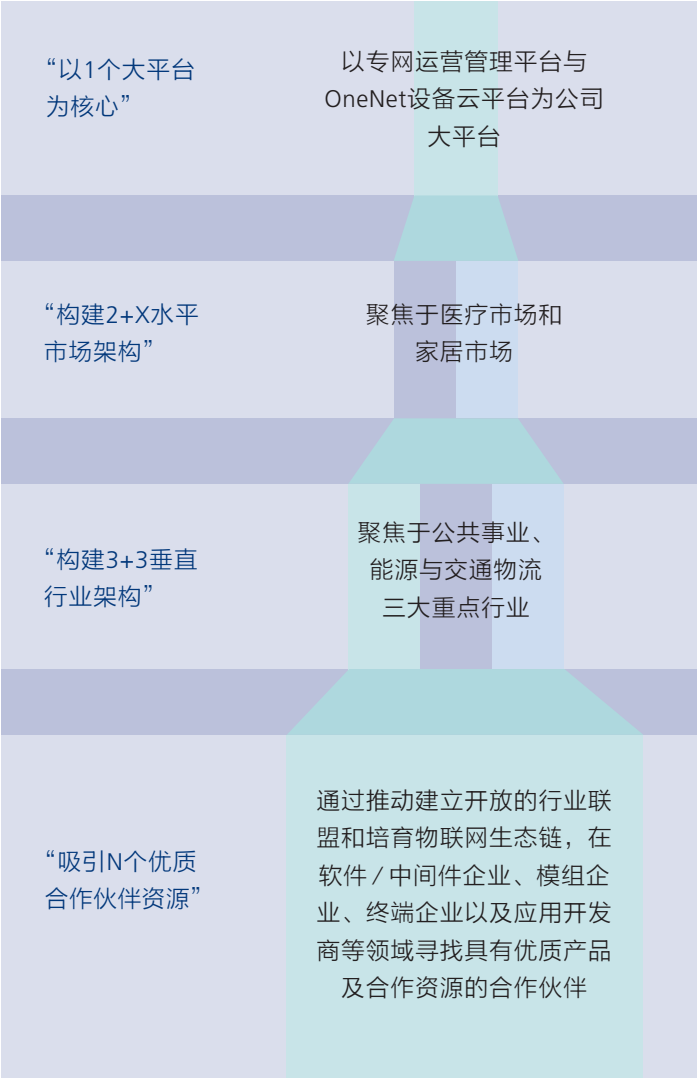 “以1个大平台
为核心”
以专网运营管理平台与
OneNet设备云平台为公司
大平台
“构建2+X水平
市场架构”
聚焦于医疗市场和
家居市场
“构建3+3垂直
行业架构”
聚焦于公共事业、
能源与交通物流
三大重点行业
“吸引N个优质
合作伙伴资源”
通过推动建立开放的行业联
盟和培育物联网生态链，在
软件／中间件企业、模组企
业、终端企业以及应用开发
商等领域寻找具有优质产品
及合作资源的合作伙伴